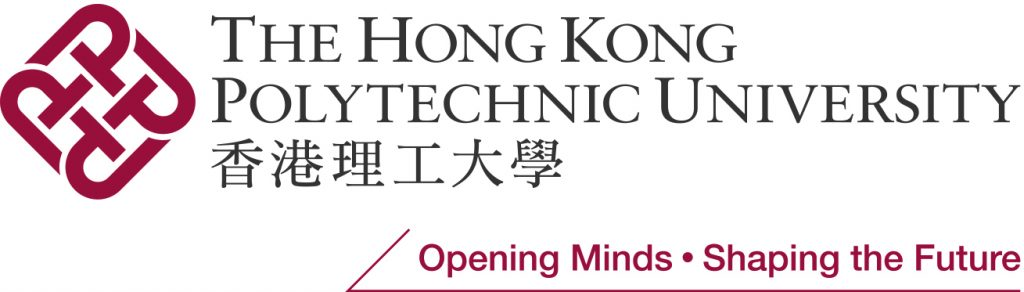 THE HONG KONG
POLYTECHNIC UNIVERSITY
香港理工大學
Opening Minds • Shaping the Future